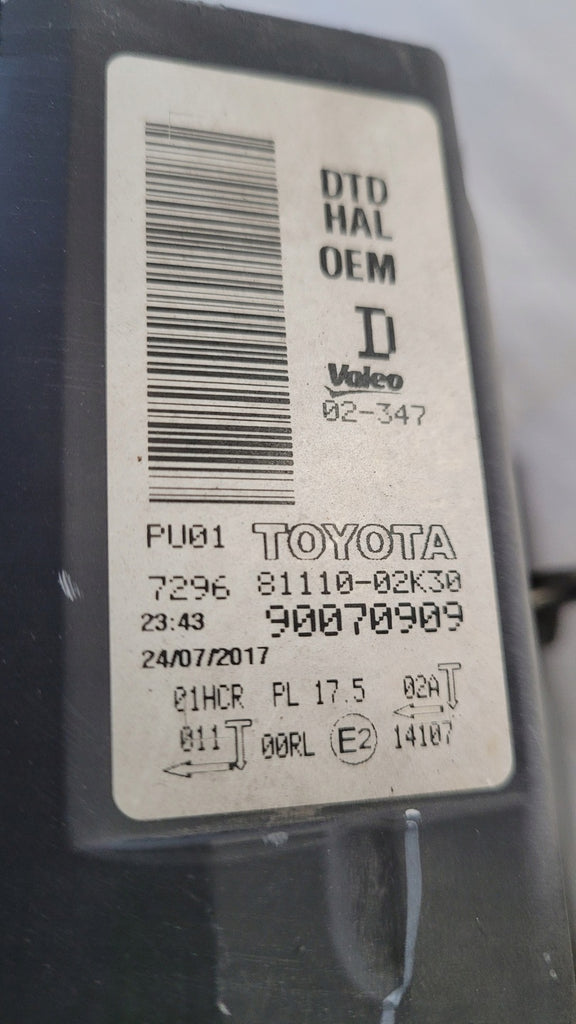 DTD
HAL
OEM
D
Valeo
02-347
PU01 TOYOTA
7296 81110-02K30
23:43 90070909
24/07/2017
01HCR PL 17.5 02A
011 00RL E2 14107